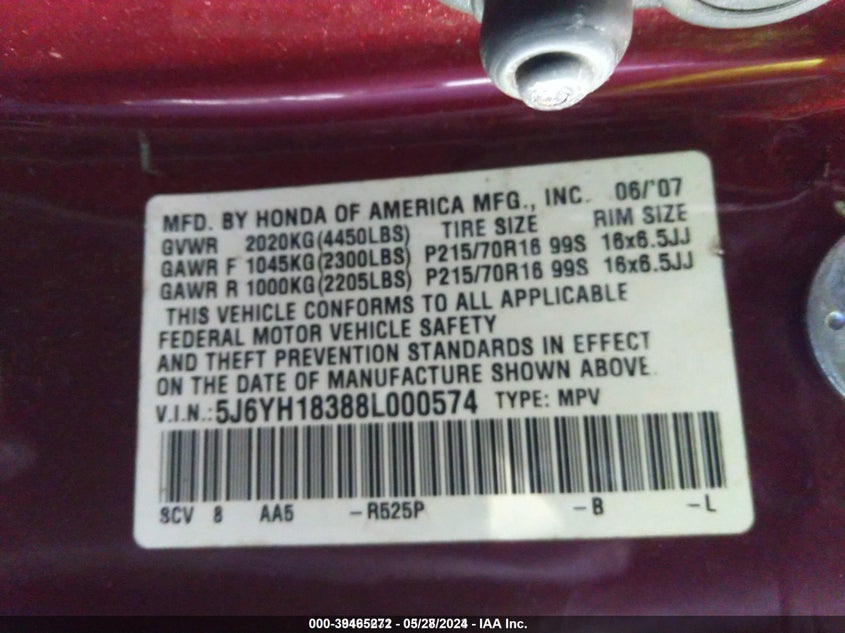 MFD. BY HONDA OF AMERICA MFG., INC. 06/'07
GVWR 2020KG(4450LBS) TIRE SIZE RIM SIZE
GAWR F 1045KG(2300LBS) P215/70R16 99S 16x6.5JJ
GAWR R 1000KG(2205LBS) P215/70R16 99S 16x6.5JJ
THIS VEHICLE CONFORMS TO ALL APPLICABLE
FEDERAL MOTOR VEHICLE SAFETY
AND THEFT PREVENTION STANDARDS IN EFFECT
ON THE DATE OF MANUFACTURE SHOWN ABOVE.
V.I.N.:5J6YH18388L000574 TYPE: MPV
SCV 8 AA5 -R525P -B -L
05/28/2024 - IAA Inc.